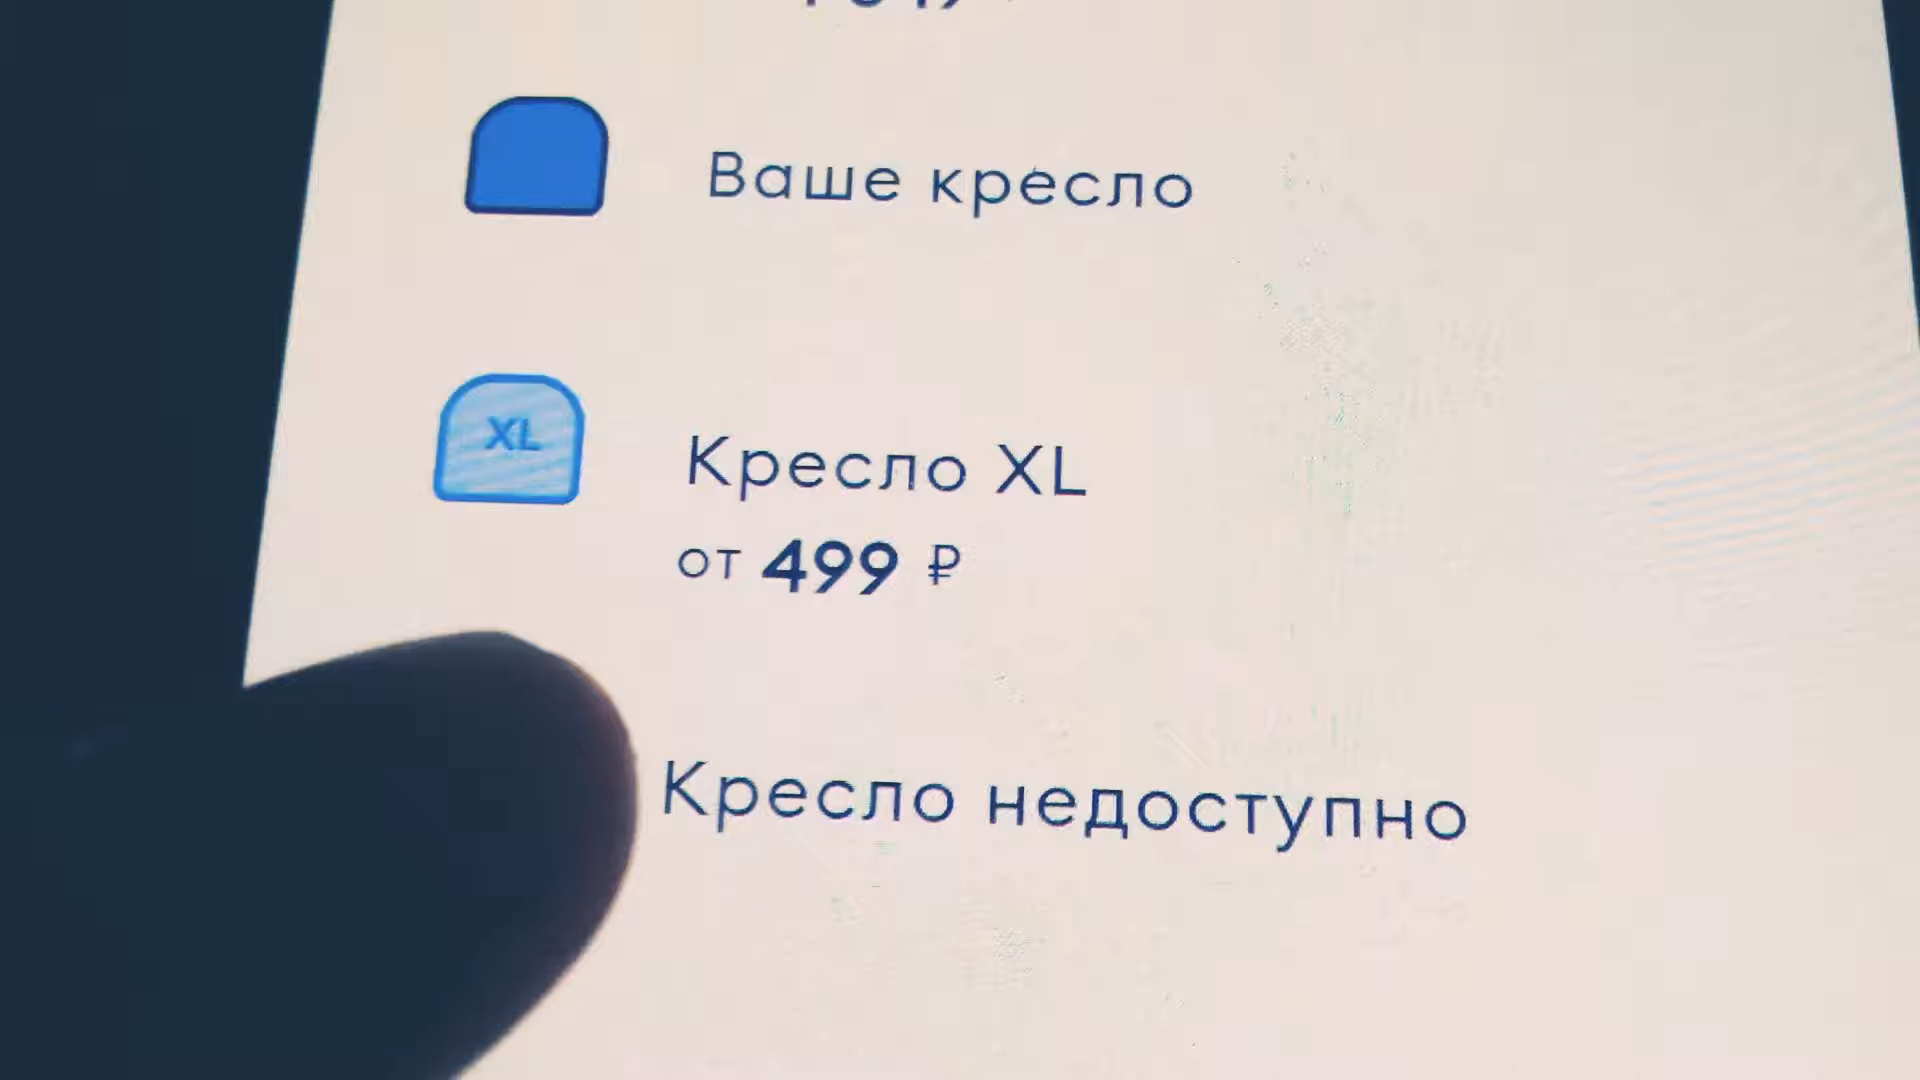 Ваше кресло
XL
Кресло XL
от 499 ₽
Кресло недоступно